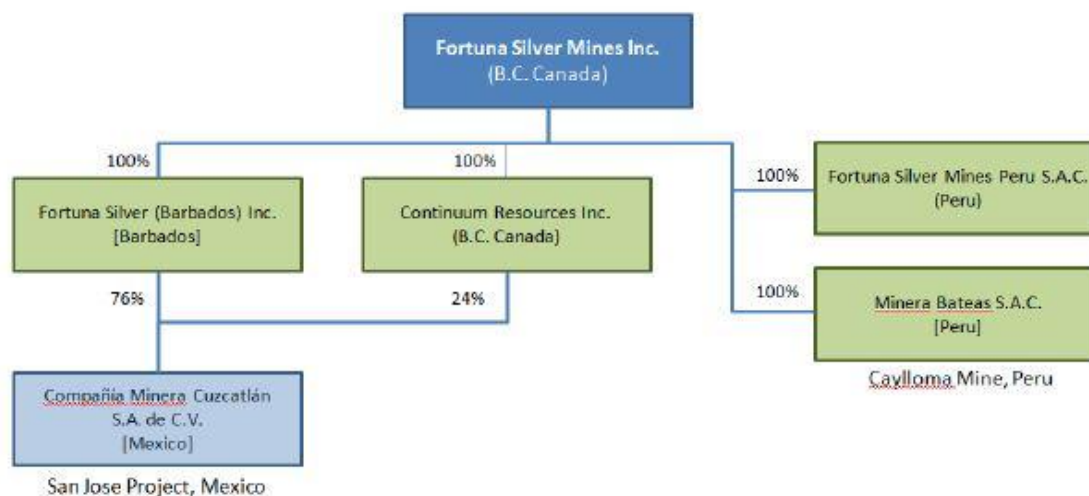 Fortuna Silver Mines Inc.
(B.C. Canada)
100%
100%
100%
Fortuna Silver Mines Peru S.A.C.
(Peru)
Fortuna Silver (Barbados) Inc.
[Barbados]
Continuum Resources Inc.
(B.C. Canada)
76%
24%
100%
Minera Bateas S.A.C.
[Peru]
Caylloma Mine, Peru
Compañía Minera Cuzcatlán
S.A. de C.V.
[Mexico]
San Jose Project, Mexico